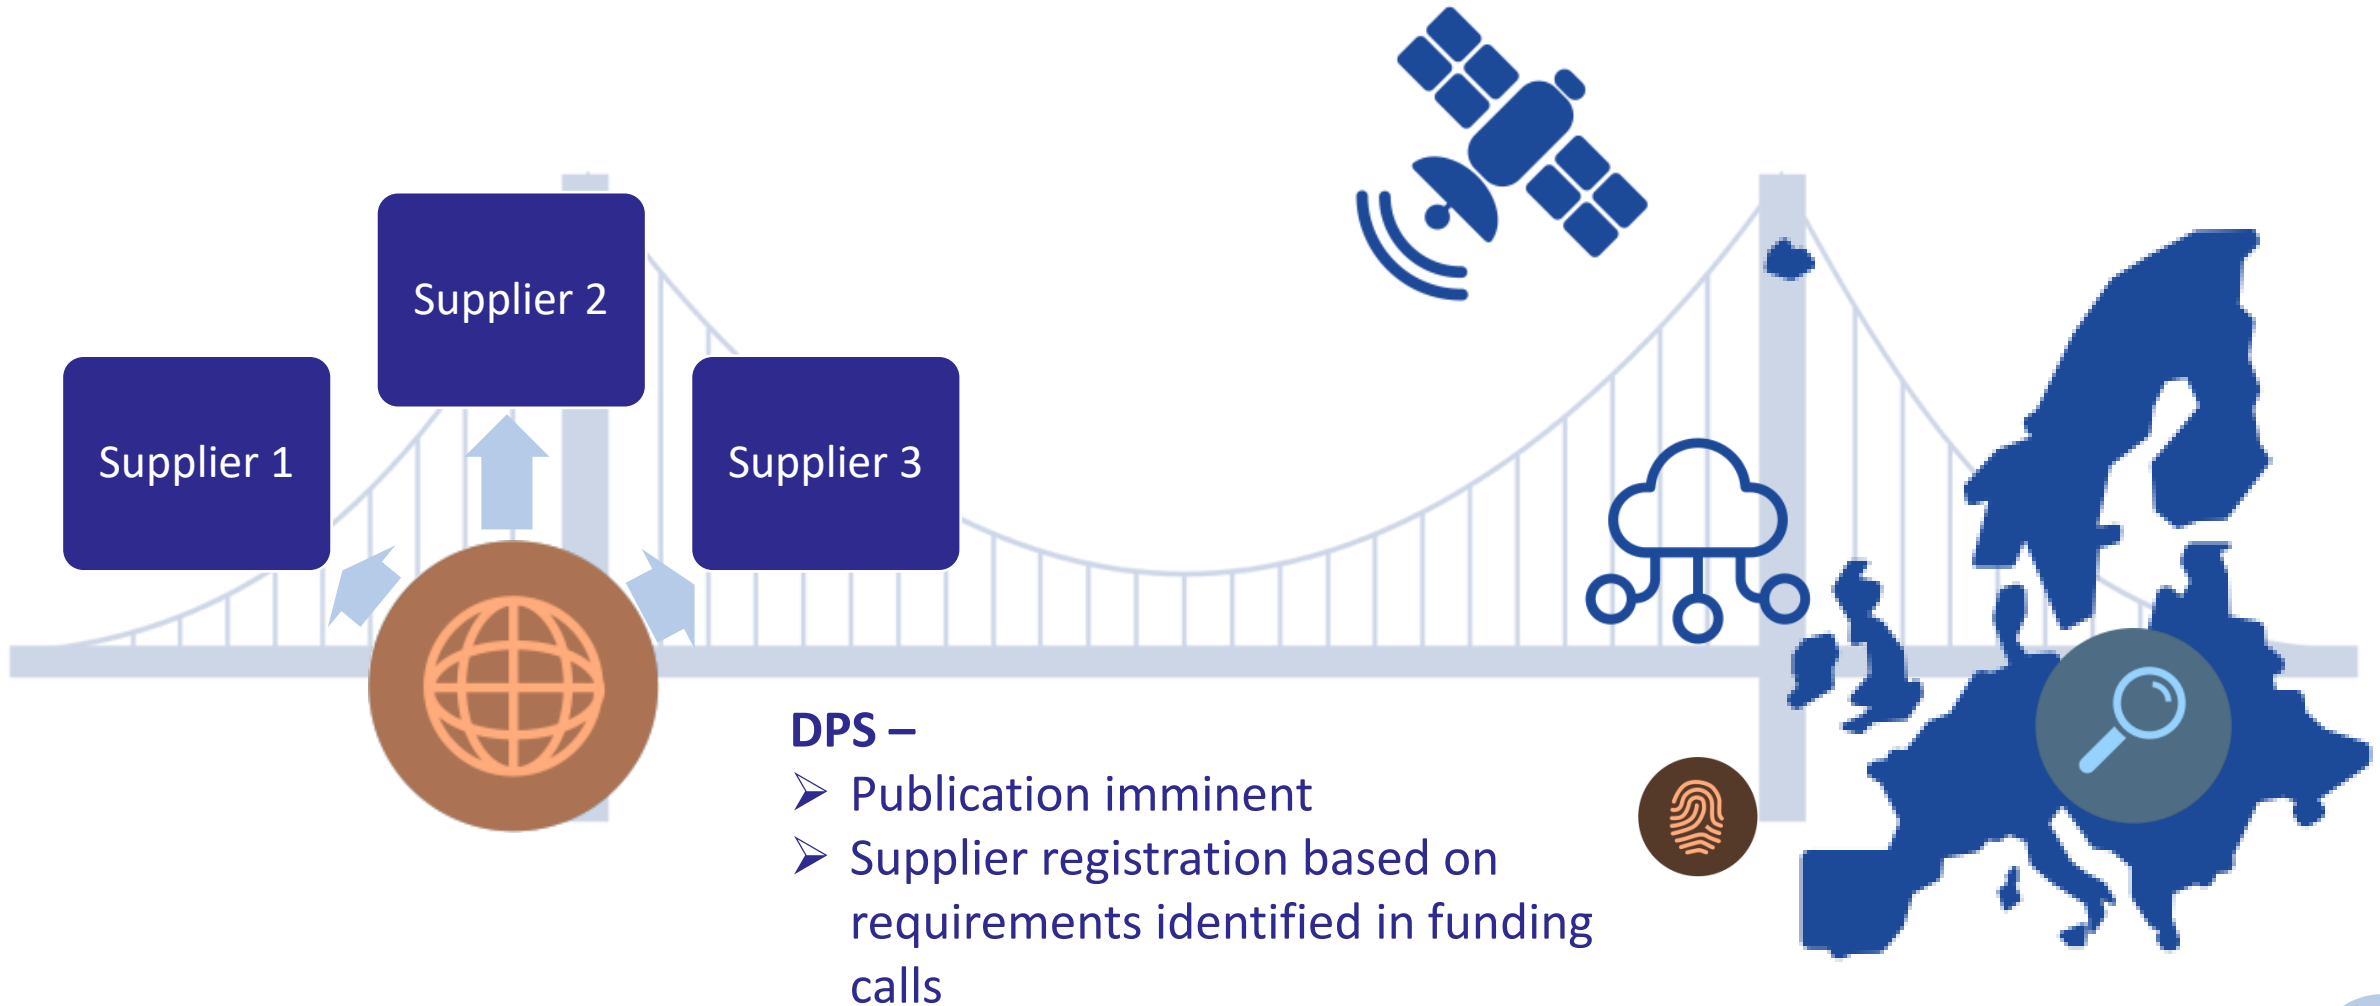 Supplier 2
Supplier 1
Supplier 3
DPS –
➢ Publication imminent
➢ Supplier registration based on
requirements identified in funding
calls